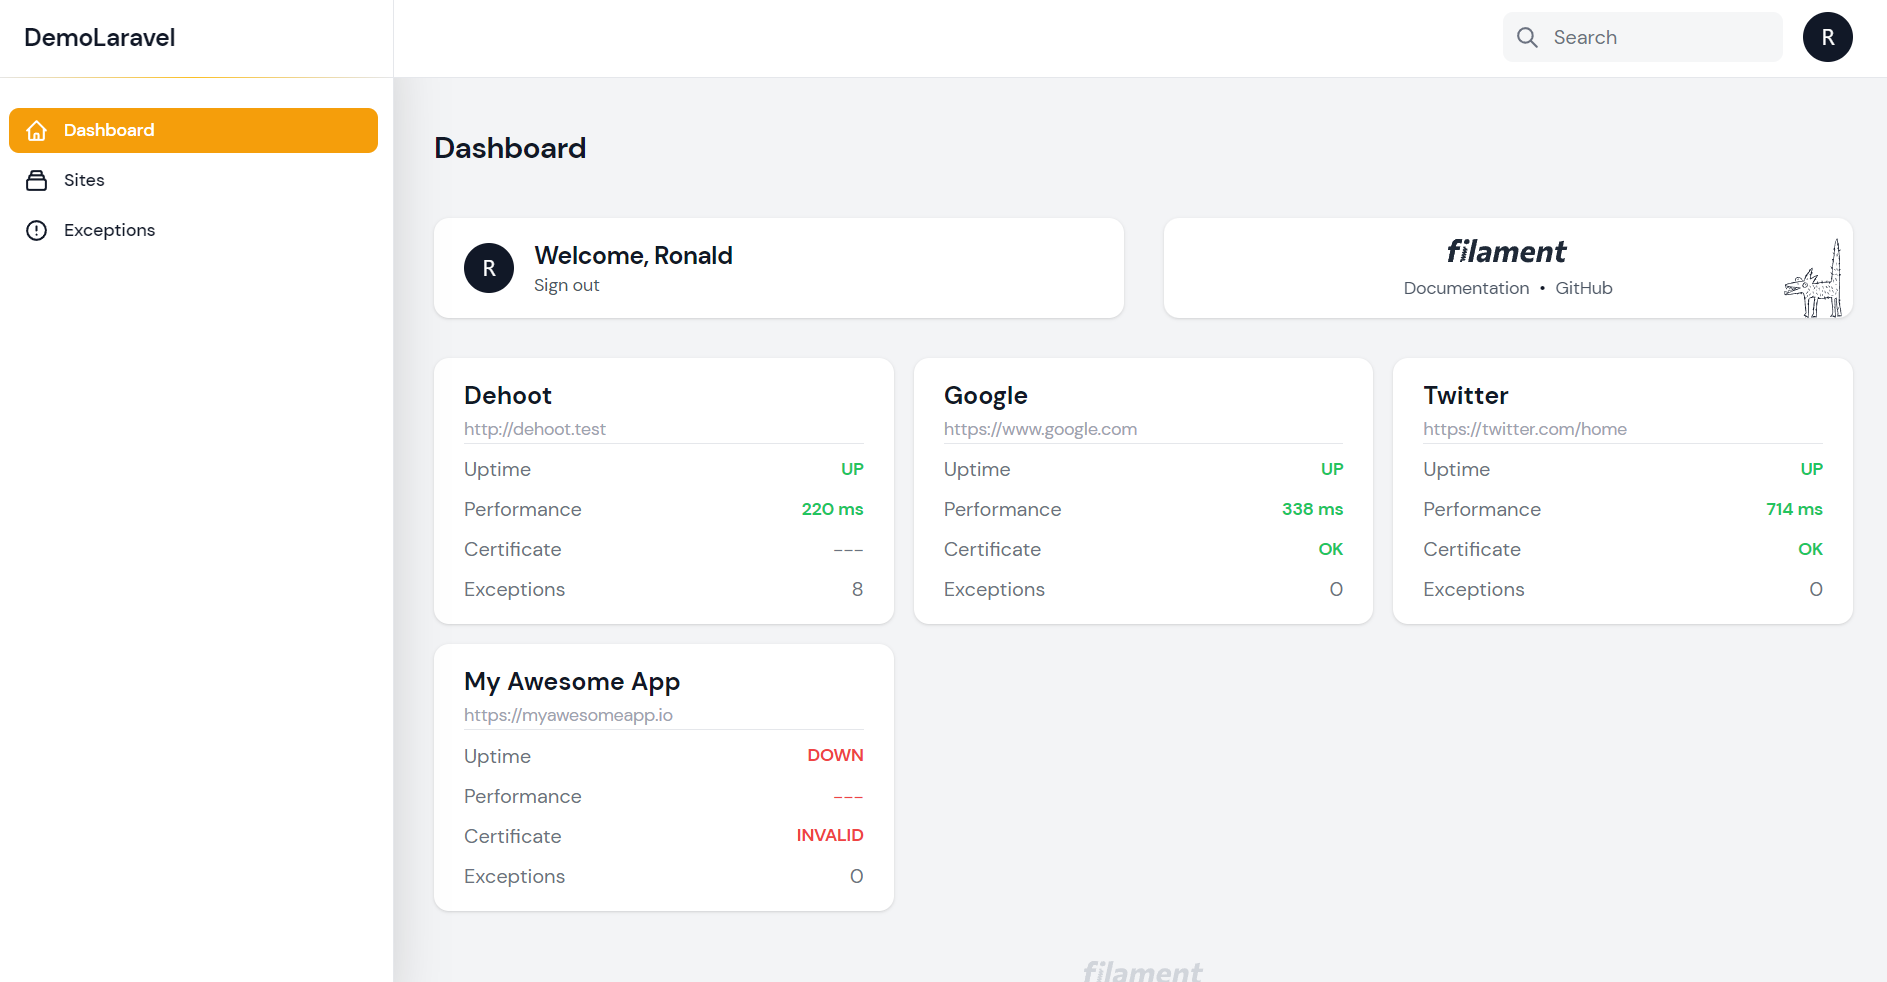 DemoLaravel
Search
R
Dashboard
Sites
Exceptions
Dashboard
R
Welcome, Ronald
Sign out
filament
Documentation • GitHub
Dehoot
http://dehoot.test
Uptime UP
Performance 220 ms
Certificate ---
Exceptions 8
Google
https://www.google.com
Uptime UP
Performance 338 ms
Certificate OK
Exceptions 0
Twitter
https://twitter.com/home
Uptime UP
Performance 714 ms
Certificate OK
Exceptions 0
My Awesome App
https://myawesomeapp.io
Uptime DOWN
Performance ---
Certificate INVALID
Exceptions 0
filament